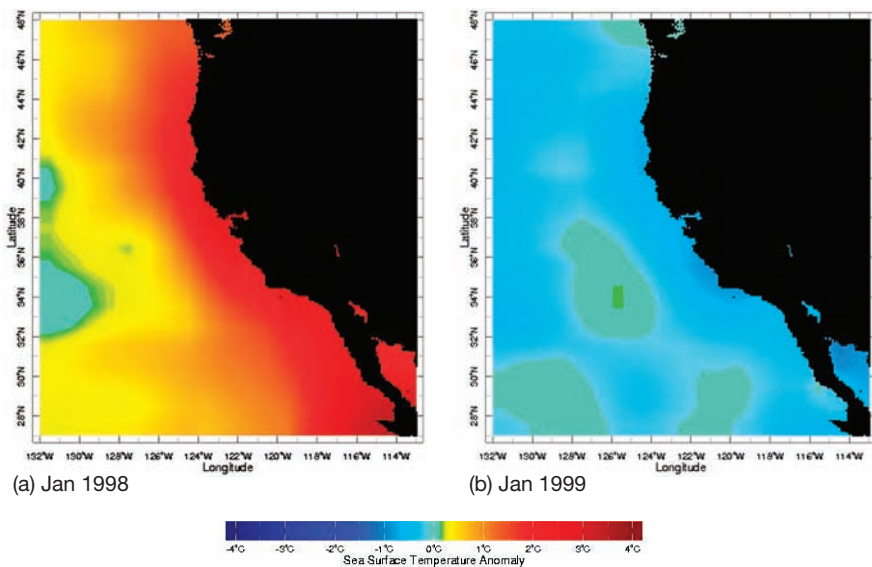 48°N
46°N
44°N
42°N
40°N
38°N
36°N
34°N
32°N
30°N
28°N
Latitude
132°W 130°W 128°W 126°W 124°W 122°W 120°W 118°W 116°W 114°W
Longitude
(a) Jan 1998
48°N
46°N
44°N
42°N
40°N
38°N
36°N
34°N
32°N
30°N
28°N
Latitude
132°W 130°W 128°W 126°W 124°W 122°W 120°W 118°W 116°W 114°W
Longitude
(b) Jan 1999
-4°C -3°C -2°C -1°C 0°C 1°C 2°C 3°C 4°C
Sea Surface Temperature Anomaly